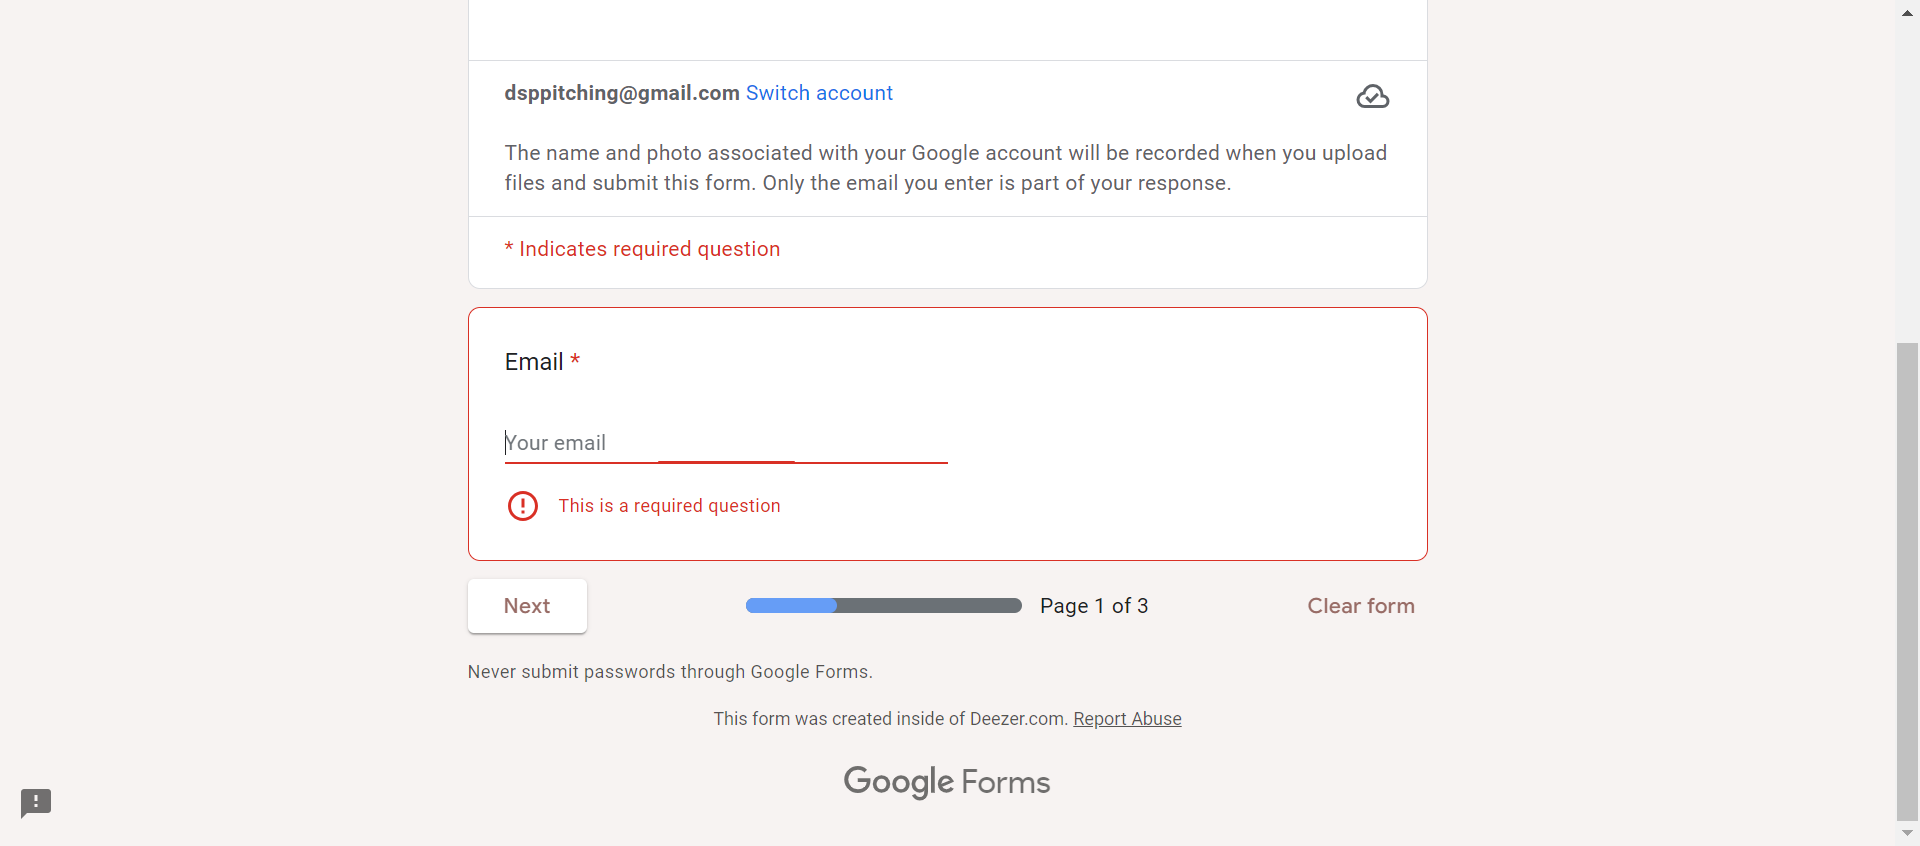 dsppitching@gmail.com Switch account
The name and photo associated with your Google account will be recorded when you upload
files and submit this form. Only the email you enter is part of your response.
* Indicates required question
Email *
Your email
This is a required question
Next
Page 1 of 3
Clear form
Never submit passwords through Google Forms.
This form was created inside of Deezer.com. Report Abuse
Google Forms